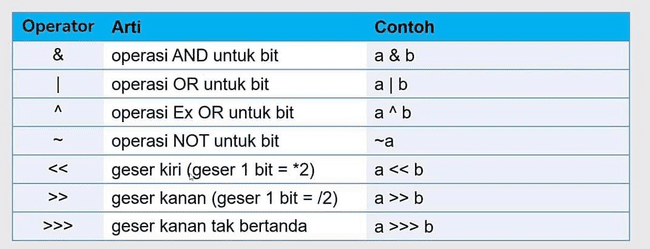 Operator Arti Contoh
& operasi AND untuk bit a & b
| operasi OR untuk bit a | b
^ operasi Ex OR untuk bit a ^ b
~ operasi NOT untuk bit ~a
<< geser kiri (geser 1 bit = *2) a << b
>> geser kanan (geser 1 bit = /2) a >> b
>>> geser kanan tak bertanda a >>> b